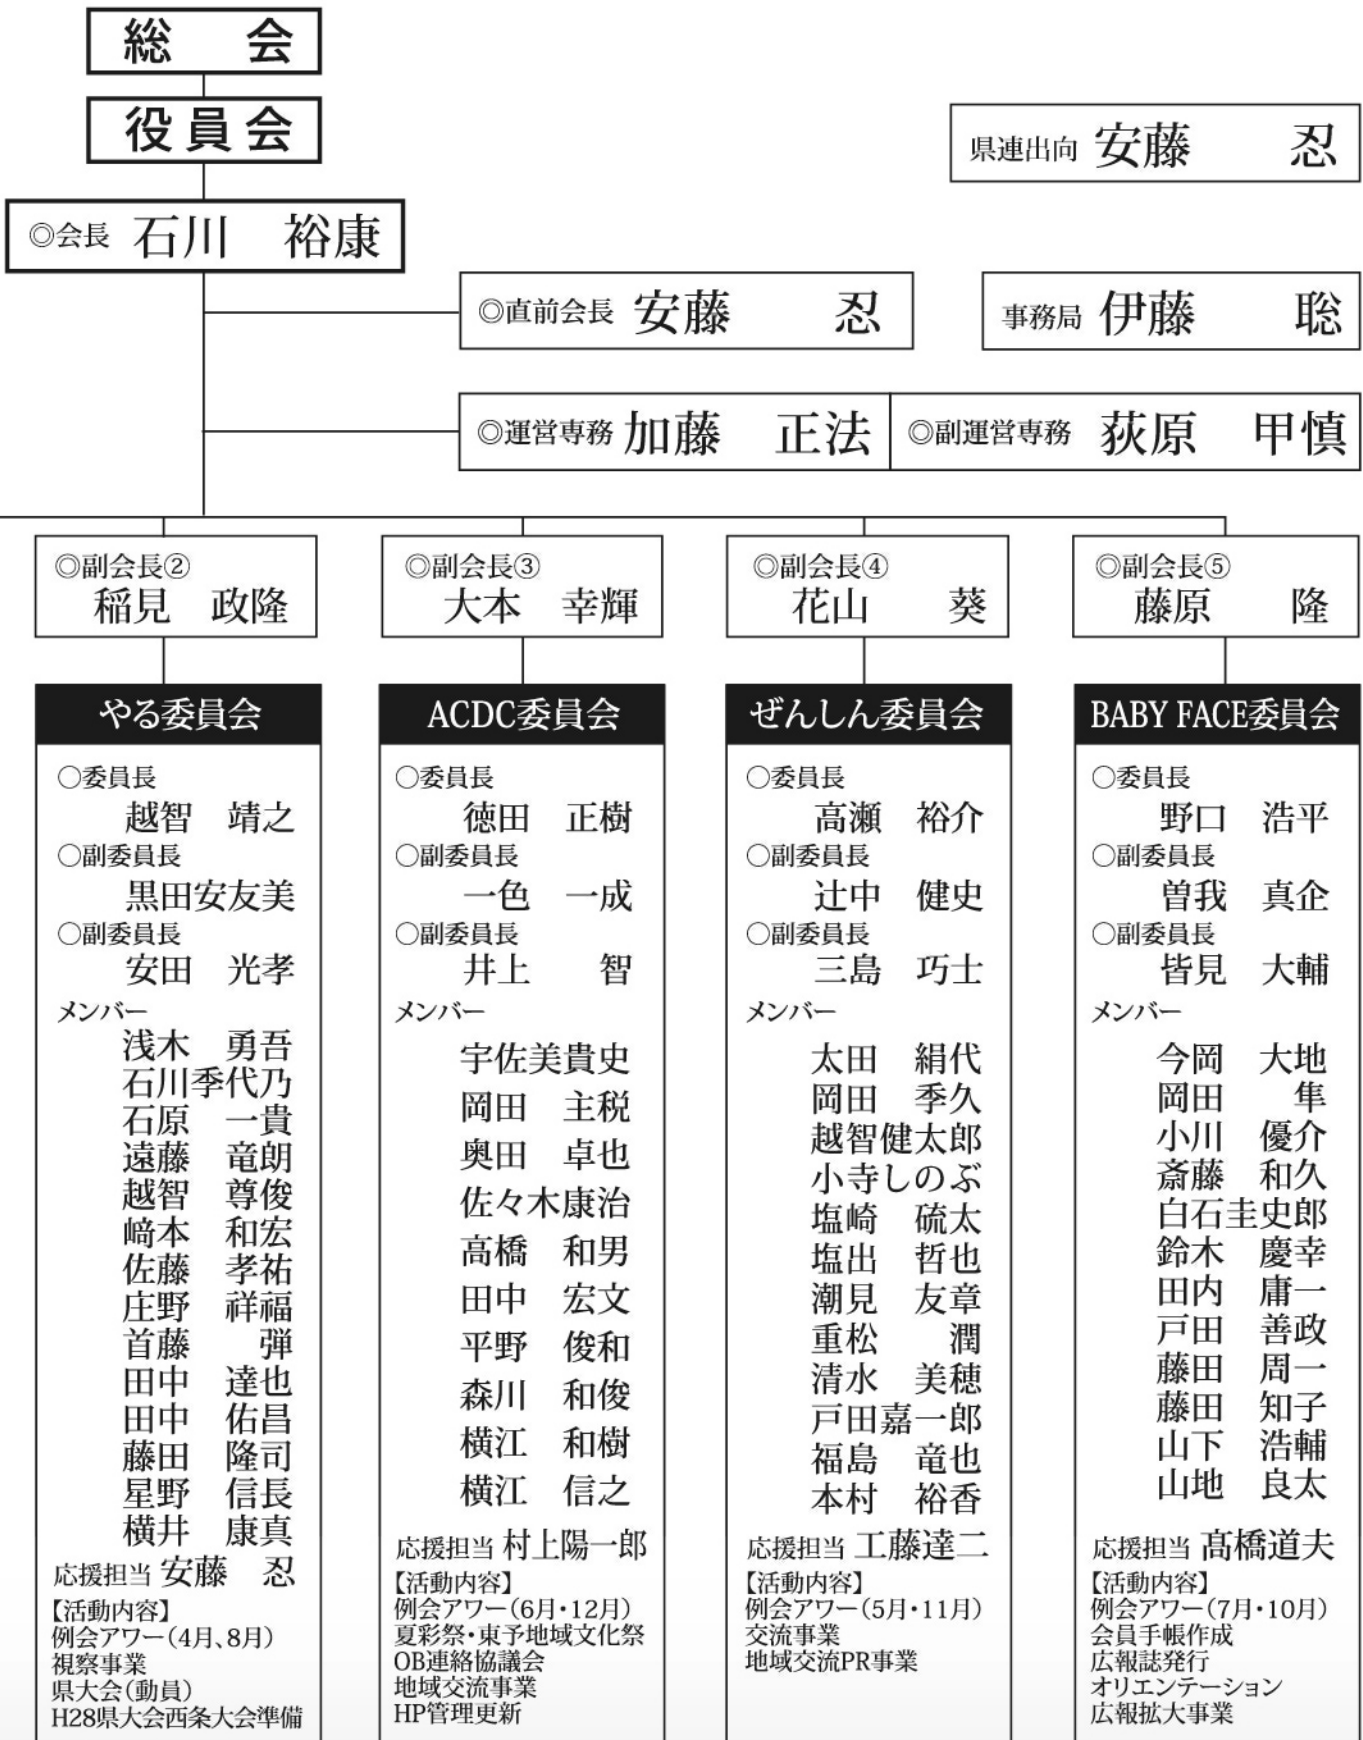 総　会
役員会
県連出向 安藤　忍
◎会長 石川　裕康
◎直前会長 安藤　忍
事務局 伊藤　聡
◎運営専務 加藤　正法
◎副運営専務 荻原　甲慎
◎副会長②
稲見　政隆
◎副会長③
大本　幸輝
◎副会長④
花山　葵
◎副会長⑤
藤原　隆
やる委員会
○委員長
越智　靖之
○副委員長
黒田安友美
○副委員長
安田　光孝
メンバー
浅木　勇吾
石川季代乃
石原　一貴
遠藤　竜朗
越智　尊俊
﨑本　和宏
佐藤　孝祐
庄野　祥福
首藤　弾
田中　達也
田中　佑昌
藤田　隆司
星野　信長
横井　康真
応援担当 安藤　忍
【活動内容】
例会アワー（4月、8月）
視察事業
県大会（動員）
H28県大会西条大会準備
ACDC委員会
○委員長
徳田　正樹
○副委員長
一色　一成
○副委員長
井上　智
メンバー
宇佐美貴史
岡田　主税
奥田　卓也
佐々木康治
高橋　和男
田中　宏文
平野　俊和
森川　和俊
横江　和樹
横江　信之
応援担当 村上陽一郎
【活動内容】
例会アワー（6月・12月）
夏彩祭・東予地域文化祭
OB連絡協議会
地域交流事業
HP管理更新
ぜんしん委員会
○委員長
高瀬　裕介
○副委員長
辻中　健史
○副委員長
三島　巧士
メンバー
太田　絹代
岡田　季久
越智健太郎
小寺しのぶ
塩崎　硫太
塩出　哲也
潮見　友章
重松　潤
清水　美穂
戸田嘉一郎
福島　竜也
本村　裕香
応援担当 工藤達二
【活動内容】
例会アワー（5月・11月）
交流事業
地域交流PR事業
BABY FACE委員会
○委員長
野口　浩平
○副委員長
曽我　真企
○副委員長
皆見　大輔
メンバー
今岡　大地
岡田　隼
小川　優介
斎藤　和久
白石圭史郎
鈴木　慶幸
田内　庸一
戸田　善政
藤田　周一
藤田　知子
山下　浩輔
山地　良太
応援担当 髙橋道夫
【活動内容】
例会アワー（7月・10月）
会員手帳作成
広報誌発行
オリエンテーション
広報拡大事業